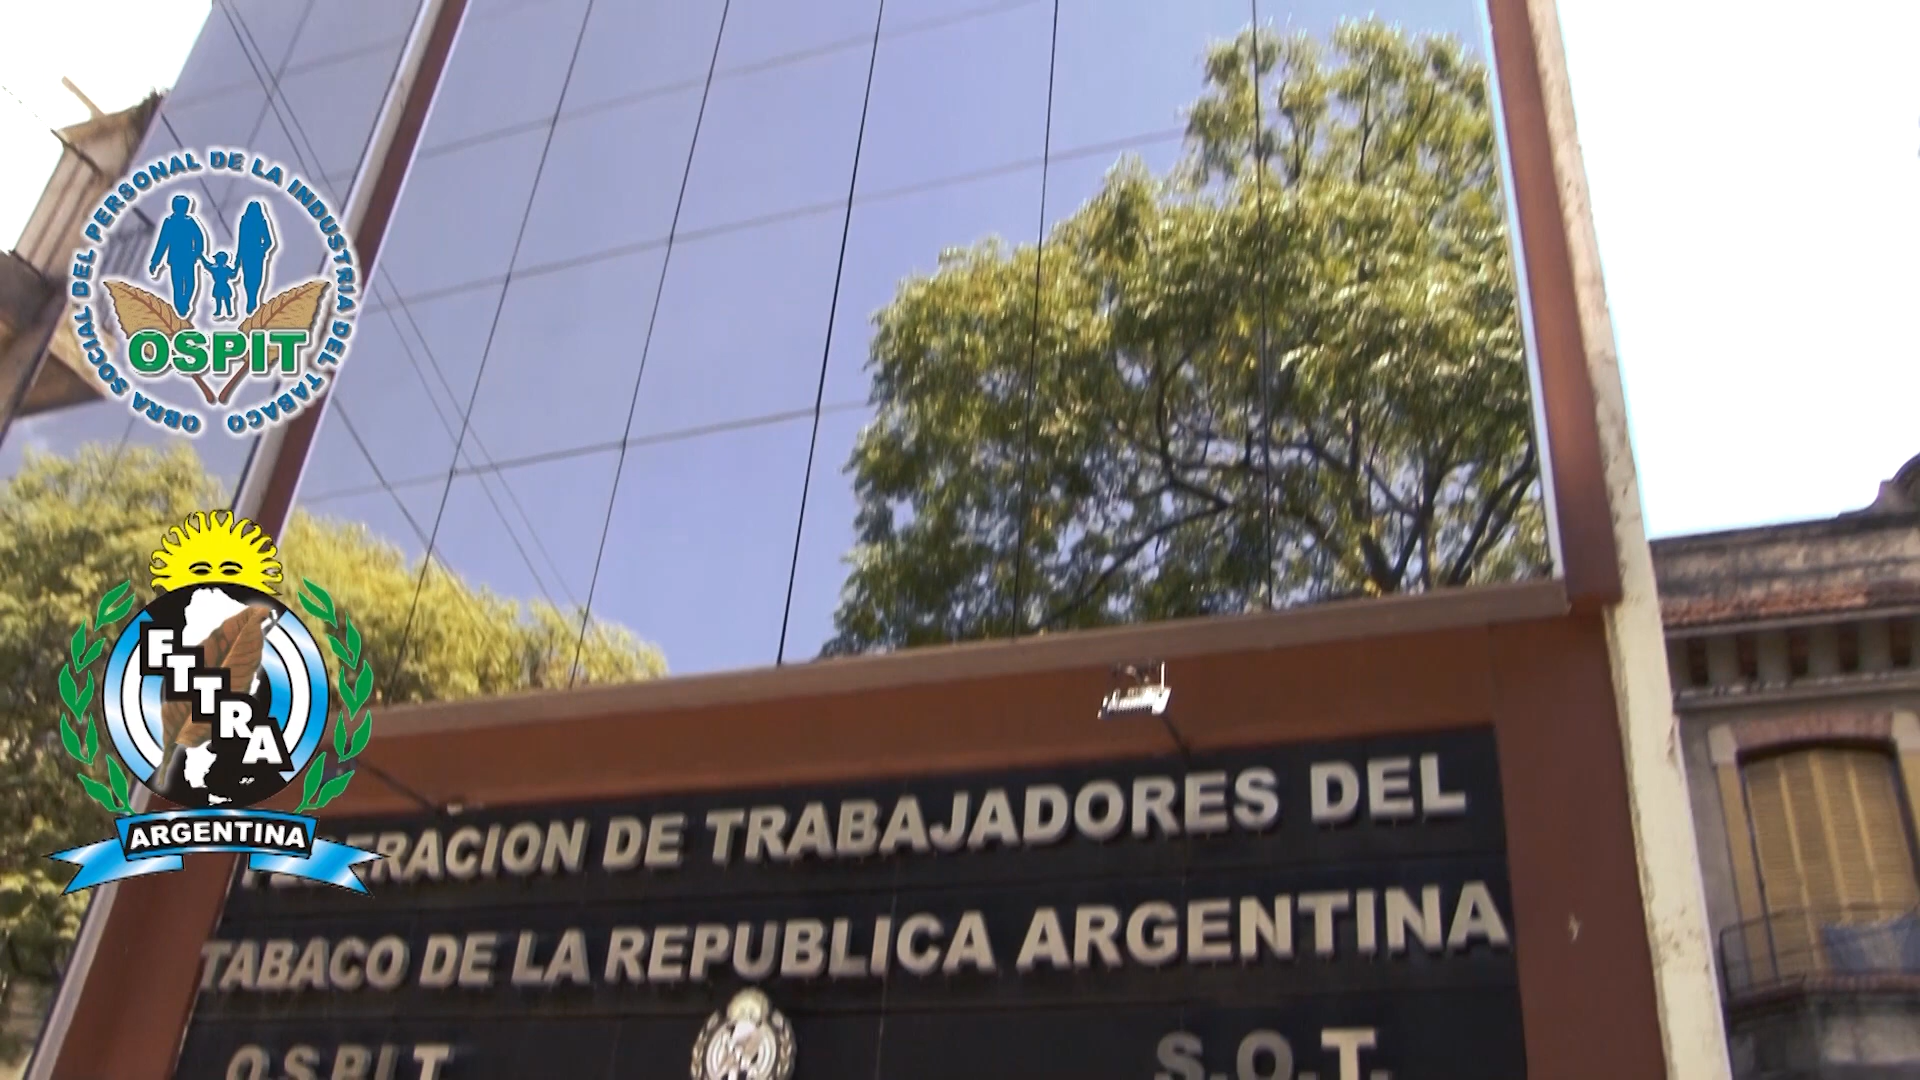 OBRA SOCIAL DEL PERSONAL DE LA INDUSTRIA DEL TABACO
OSPIT
FTTRA
ARGENTINA
FEDERACION DE TRABAJADORES DEL
TABACO DE LA REPUBLICA ARGENTINA
O.S.P.I.T.
S.O.T.